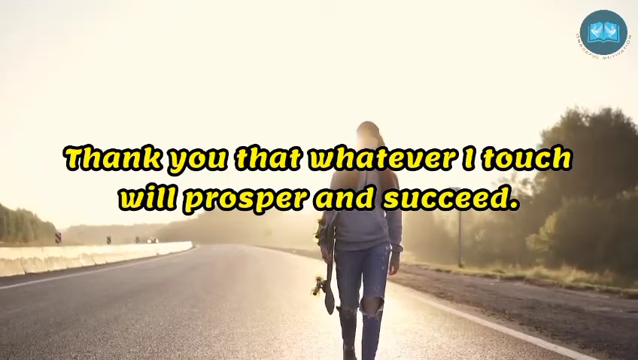 Thank you that whatever I touch
will prosper and succeed.